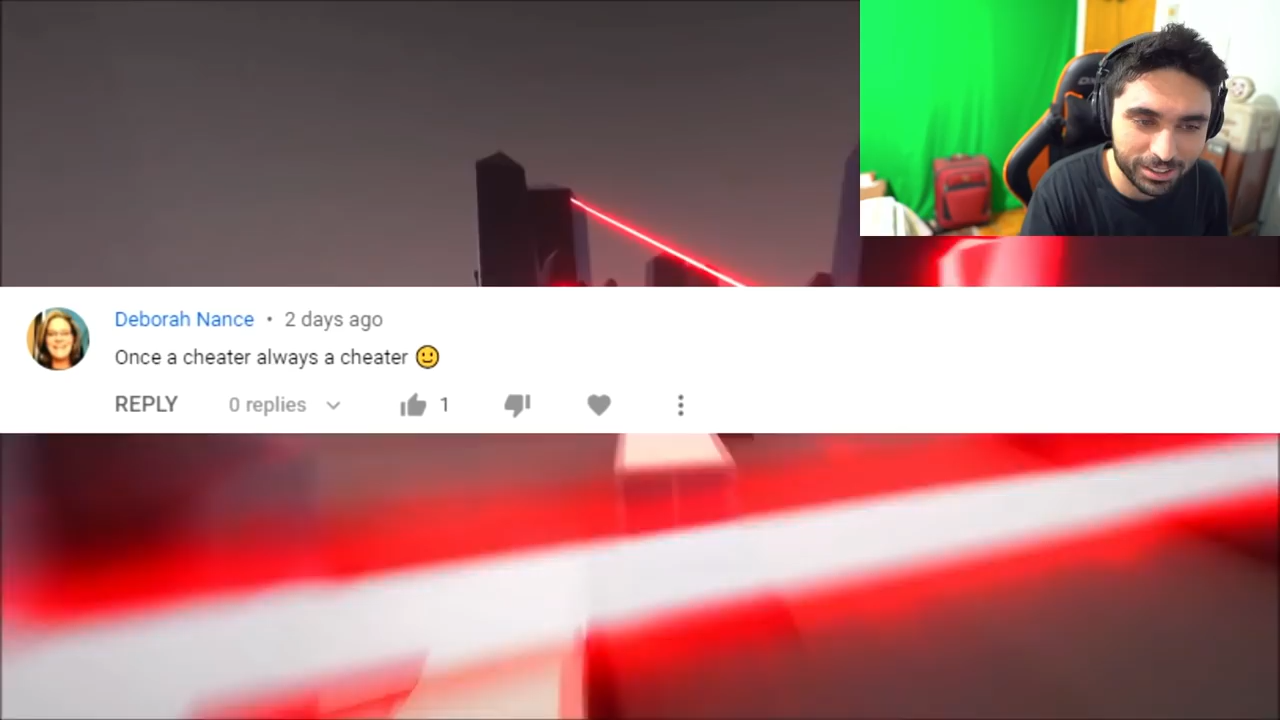 Deborah Nance • 2 days ago
Once a cheater always a cheater 🙂
REPLY 0 replies 1